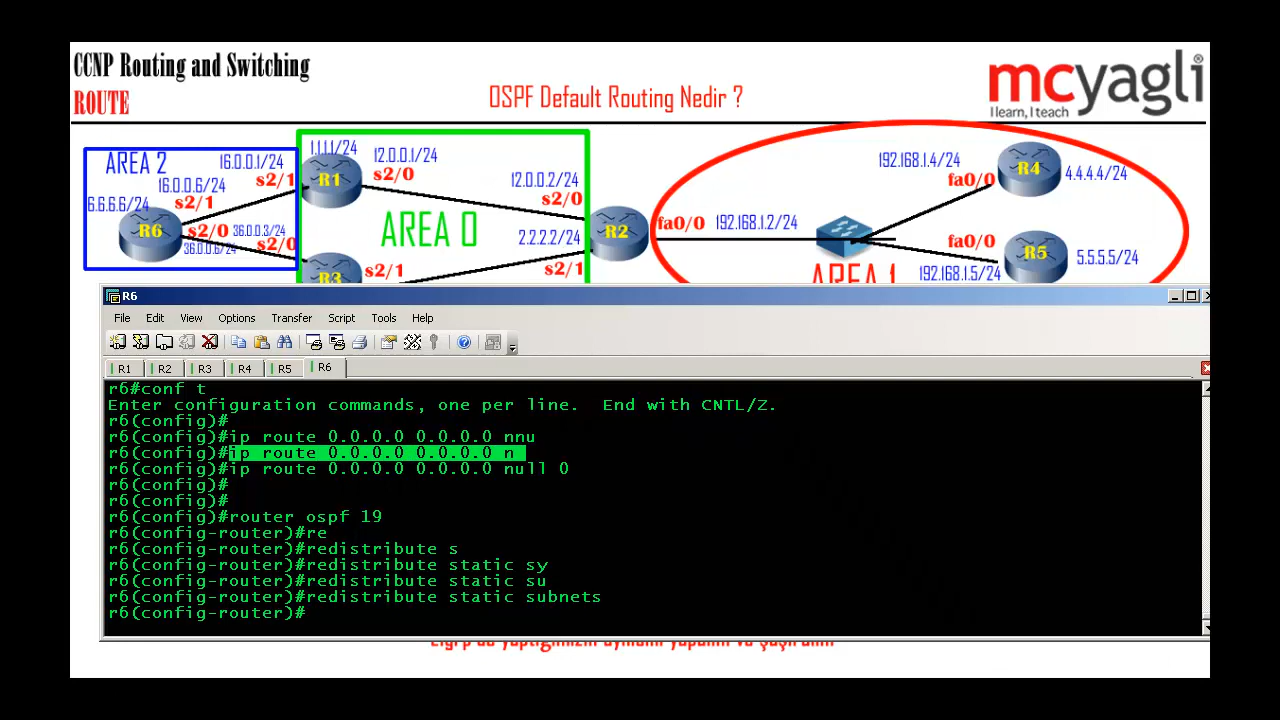 CCNP Routing and Switching
ROUTE
OSPF Default Routing Nedir ?
mcyagli
I learn, I teach
AREA 2
16.0.0.1/24
1.1.1.1/24
12.0.0.1/24
s2/1
R1
s2/0
16.0.0.6/24
s2/1
6.6.6.6/24
R6
s2/0
36.0.0.3/24
36.0.0.6/24
s2/0
R3
s2/1
AREA 0
12.0.0.2/24
s2/0
2.2.2.2/24
R2
s2/1
fa0/0
192.168.1.2/24
AREA 1
192.168.1.4/24
fa0/0
R4
4.4.4.4/24
fa0/0
192.168.1.5/24
R5
5.5.5.5/24
R6
File Edit View Options Transfer Script Tools Help
R1 R2 R3 R4 R5 R6
r6#conf t
Enter configuration commands, one per line.  End with CNTL/Z.
r6(config)#
r6(config)#ip route 0.0.0.0 0.0.0.0 nnu
r6(config)#ip route 0.0.0.0 0.0.0.0 n
r6(config)#ip route 0.0.0.0 0.0.0.0 null 0
r6(config)#
r6(config)#
r6(config)#router ospf 19
r6(config-router)#re
r6(config-router)#redistribute s
r6(config-router)#redistribute static sy
r6(config-router)#redistribute static su
r6(config-router)#redistribute static subnets
r6(config-router)#